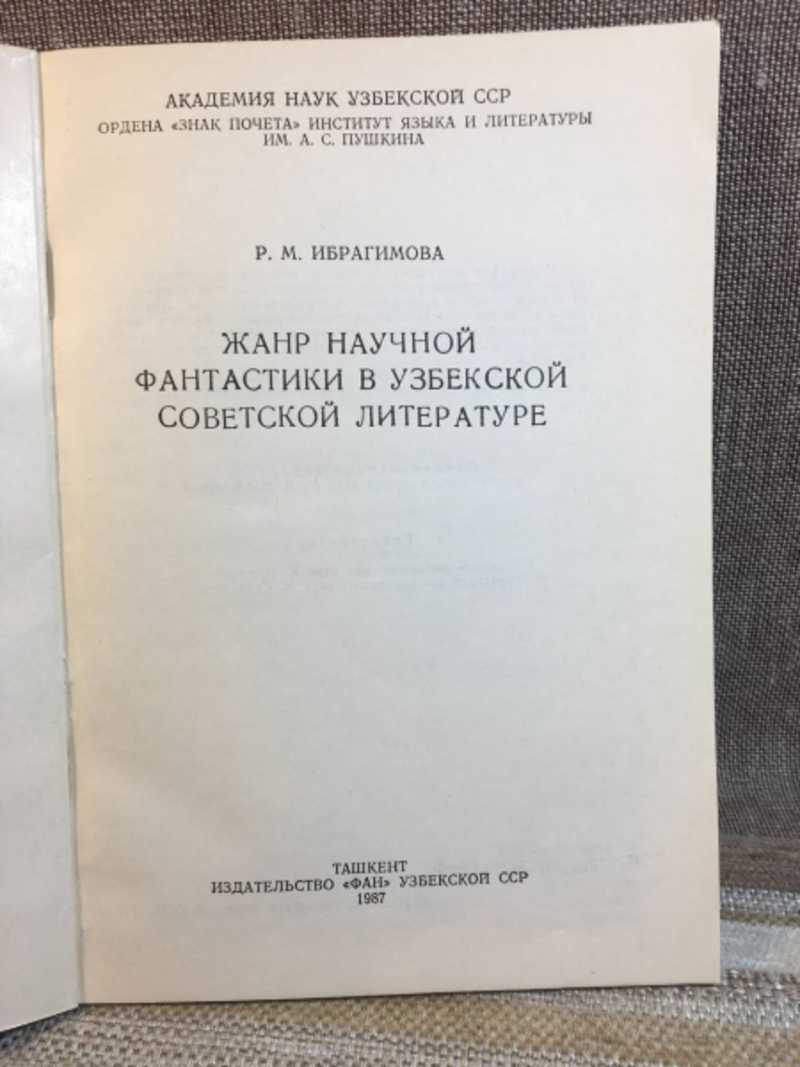 АКАДЕМИЯ НАУК УЗБЕКСКОЙ ССР
ОРДЕНА «ЗНАК ПОЧЕТА» ИНСТИТУТ ЯЗЫКА И ЛИТЕРАТУРЫ
ИМ. А. С. ПУШКИНА
Р. М. ИБРАГИМОВА
ЖАНР НАУЧНОЙ
ФАНТАСТИКИ В УЗБЕКСКОЙ
СОВЕТСКОЙ ЛИТЕРАТУРЕ
ТАШКЕНТ
ИЗДАТЕЛЬСТВО «ФАН» УЗБЕКСКОЙ ССР
1987